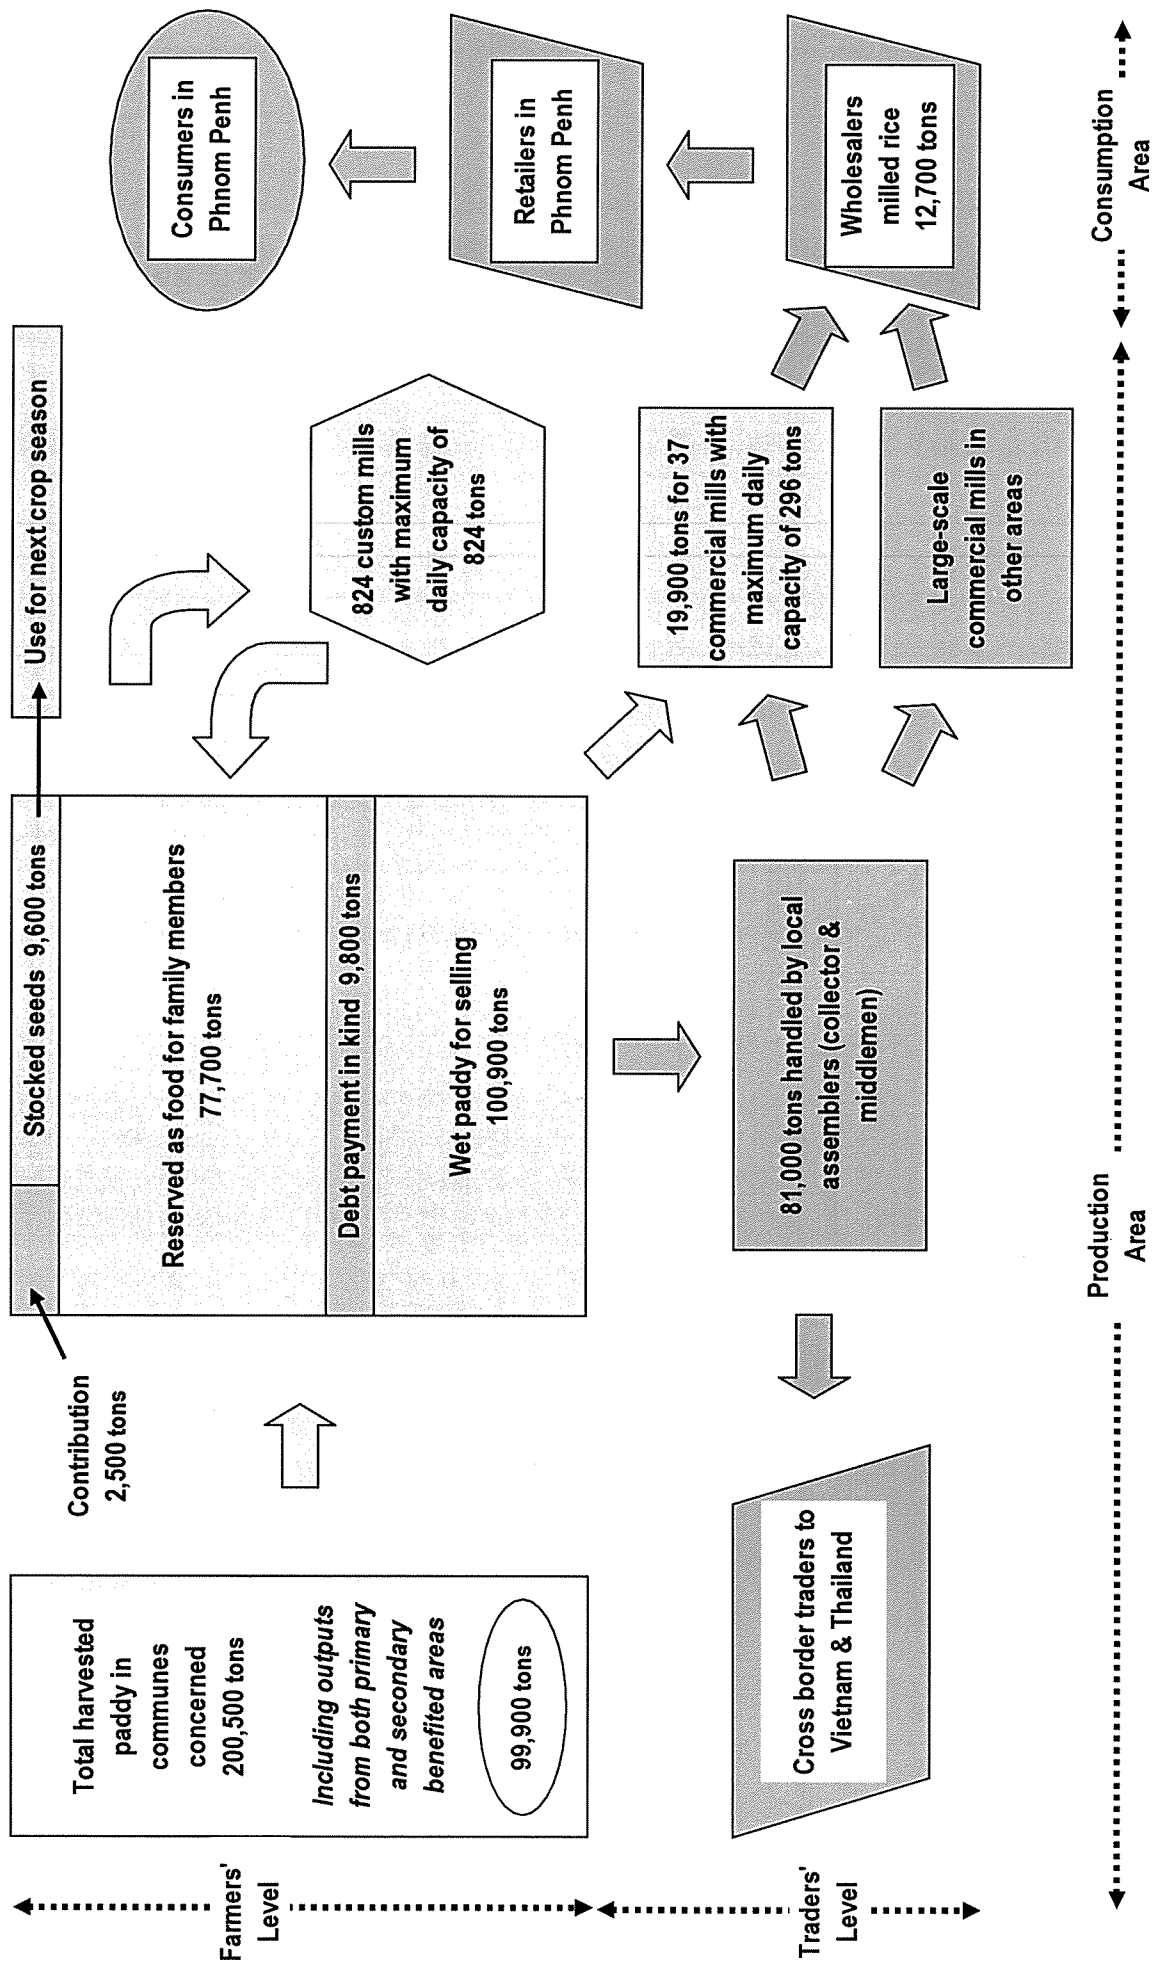 Farmers'
Level
Total harvested
paddy in
communes
concerned
200,500 tons
Including outputs
from both primary
and secondary
benefited areas
99,900 tons
Contribution
2,500 tons
Stocked seeds 9,600 tons
Use for next crop season
Reserved as food for family members
77,700 tons
Debt payment in kind 9,800 tons
Wet paddy for selling
100,900 tons
824 custom mills
with maximum
daily capacity of
824 tons
Consumers in
Phnom Penh
Retailers in
Phnom Penh
Traders'
Level
Cross border traders to
Vietnam & Thailand
81,000 tons handled by local
assemblers (collector &
middlemen)
19,900 tons for 37
commercial mills with
maximum daily
capacity of 296 tons
Large-scale
commercial mills in
other areas
Wholesalers
milled rice
12,700 tons
Production
Area
Consumption
Area